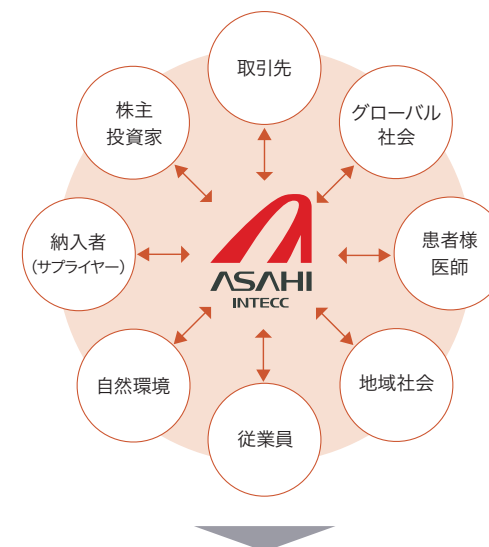 取引先
株主
投資家
グローバル
社会
納入者
(サプライヤー)
ASAHI
INTECC
患者様
医師
自然環境
地域社会
従業員